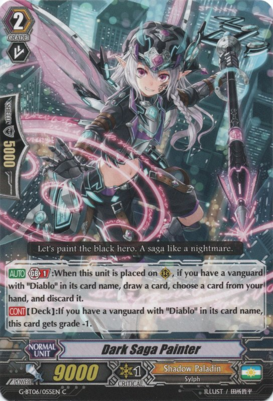 2
5000
Let's paint the black hero. A saga like a nightmare.
AUTO 1 :When this unit is placed on , if you have a vanguard
with "Diablo" in its card name, draw a card, choose a card from your
hand, and discard it.
CONT [Deck]:If you have a vanguard with "Diablo" in its card name, this
card gets grade -1.
NORMAL
UNIT
Dark Saga Painter
POWER
9000
1
CRITICAL
Shadow Paladin
Sylph
G-BT06/055EN C